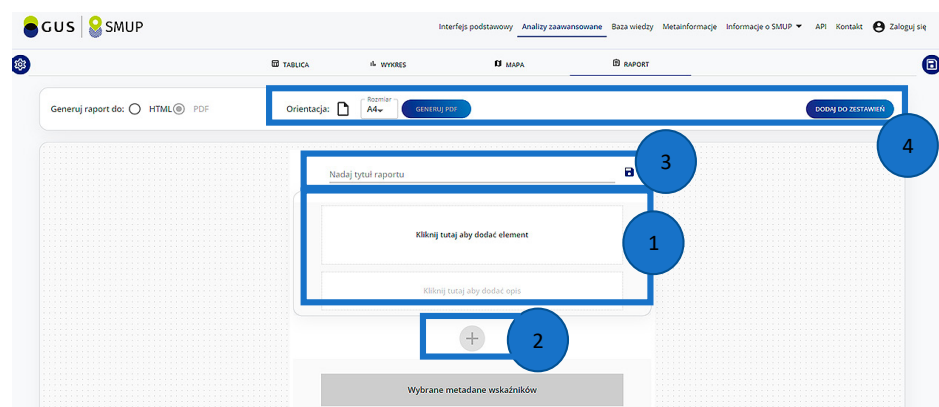 GUS SMUP Interfejs podstawowy Analizy zaawansowane Baza wiedzy Metainformacje Informacje o SMUP API Kontakt Zaloguj się
TABLICA WYKRES MAPA RAPORT
Generuj raport do: HTML PDF Orientacja: Rozmiar A4 GENERUJ PDF DODAJ DO ZESTAWIEŃ
4
3
Nadaj tytuł raportu
Kliknij tutaj aby dodać element
1
Kliknij tutaj aby dodać opis
2
Wybrane metadane wskaźników